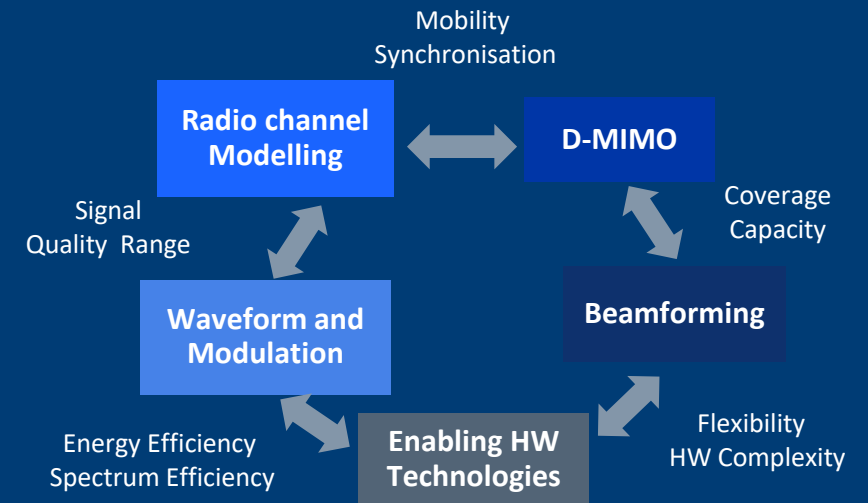 Mobility
Synchronisation
Radio channel
Modelling
D-MIMO
Signal
Quality Range
Coverage
Capacity
Waveform and
Modulation
Beamforming
Energy Efficiency
Spectrum Efficiency
Enabling HW
Technologies
Flexibility
HW Complexity